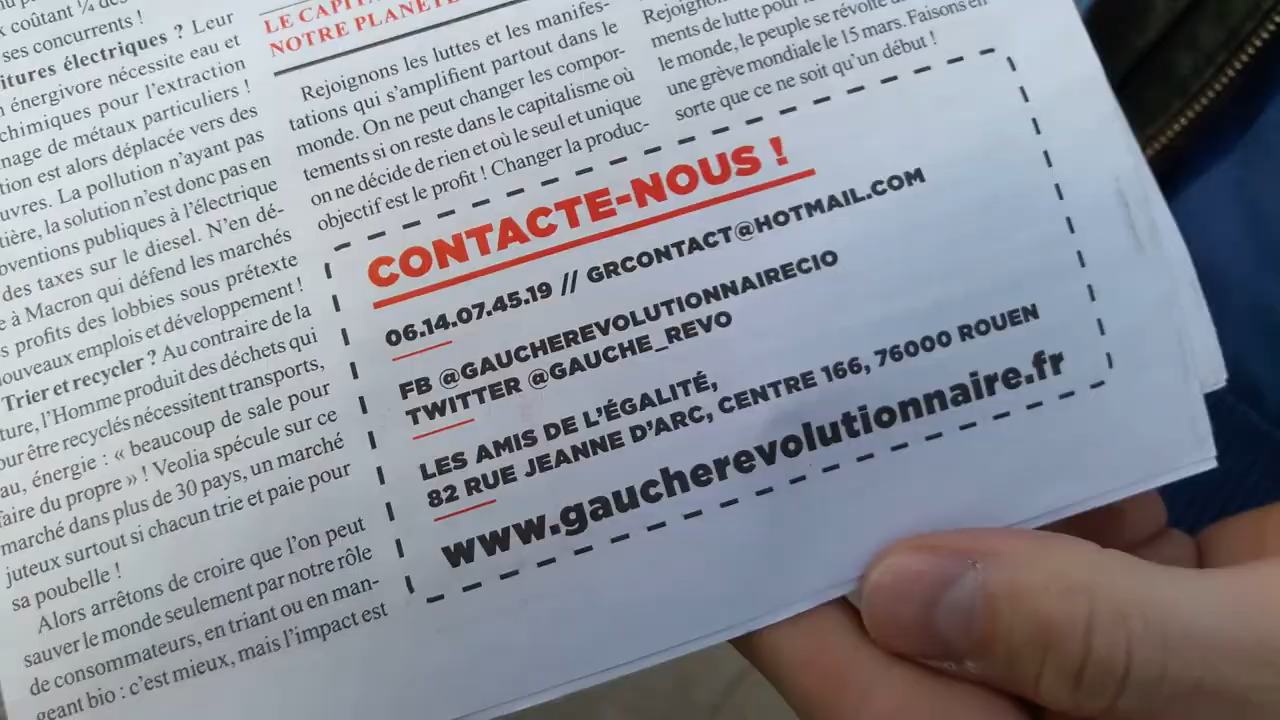 x coûtant ¼ de
ses concurrents !
itures électriques ? Leur
n énergivore nécessite eau et
chimiques pour l'extraction
nage de métaux particuliers !
tion est alors déplacée vers des
uvres. La pollution n'ayant pas
tière, la solution n'est donc pas en
bventions publiques à l'électrique
des taxes sur le diesel. N'en dé-
e à Macron qui défend les marchés
s profits des lobbies sous prétexte
ouveaux emplois et développement !
Trier et recycler ? Au contraire de la
ture, l'Homme produit des déchets qui
our être recyclés nécessitent transports,
au, énergie : « beaucoup de sale pour
faire du propre » ! Veolia spécule sur ce
marché dans plus de 30 pays, un marché
juteux surtout si chacun trie et paie pour
sa poubelle !
Alors arrêtons de croire que l'on peut
sauver le monde seulement par notre rôle
de consommateurs, en triant ou en man-
geant bio : c'est mieux, mais l'impact est
LE CAPIT
NOTRE PLANÈTE
Rejoignons les luttes et les manifes-
tations qui s'amplifient partout dans le
monde. On ne peut changer les compor-
tements si on reste dans le capitalisme où
on ne décide de rien et où le seul et unique
objectif est le profit ! Changer la produc-
Rejoignon
ments de lutte pour
le monde, le peuple se révolte
une grève mondiale le 15 mars. Faisons en
sorte que ce ne soit qu'un début !
CONTACTE-NOUS !
06.14.07.45.19 // GRCONTACT@HOTMAIL.COM
FB @GAUCHEREVOLUTIONNAIRECIO
TWITTER @GAUCHE_REVO
LES AMIS DE L'ÉGALITÉ,
82 RUE JEANNE D'ARC, CENTRE 166, 76000 ROUEN
www.gaucherevolutionnaire.fr